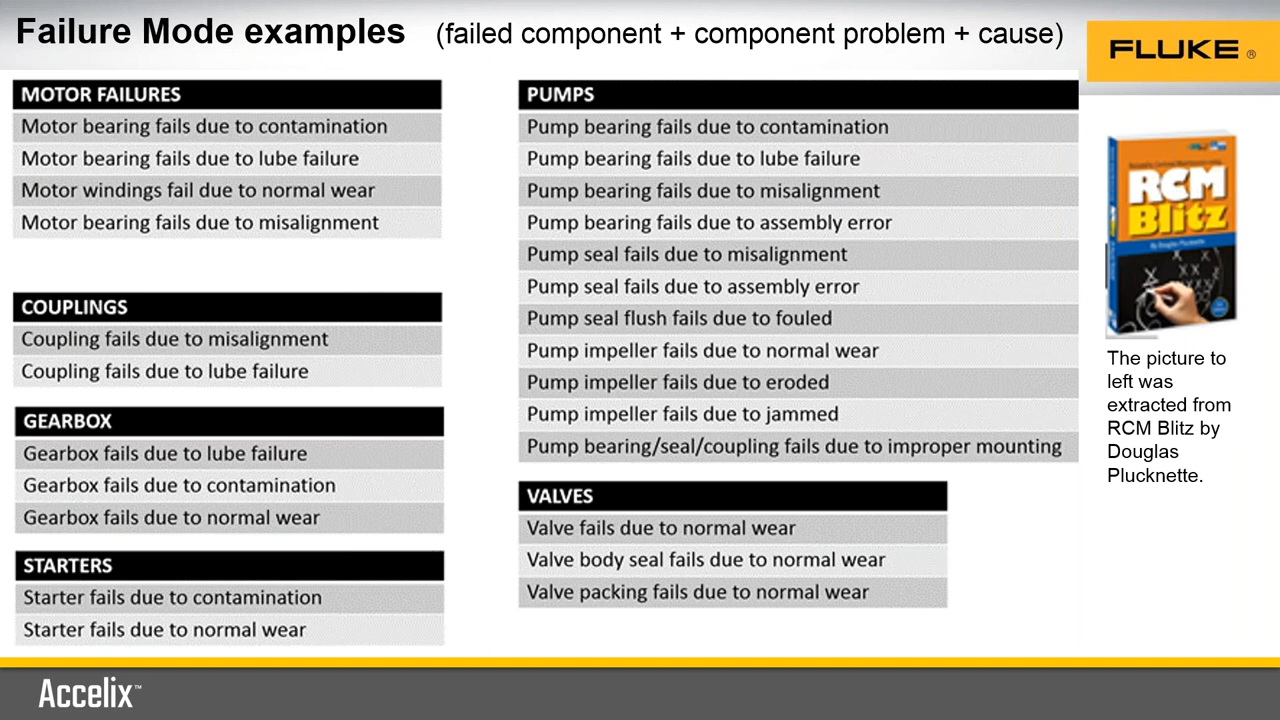 Failure Mode examples (failed component + component problem + cause)
FLUKE ®
MOTOR FAILURES
Motor bearing fails due to contamination
Motor bearing fails due to lube failure
Motor windings fail due to normal wear
Motor bearing fails due to misalignment
COUPLINGS
Coupling fails due to misalignment
Coupling fails due to lube failure
GEARBOX
Gearbox fails due to lube failure
Gearbox fails due to contamination
Gearbox fails due to normal wear
STARTERS
Starter fails due to contamination
Starter fails due to normal wear
PUMPS
Pump bearing fails due to contamination
Pump bearing fails due to lube failure
Pump bearing fails due to misalignment
Pump bearing fails due to assembly error
Pump seal fails due to misalignment
Pump seal fails due to assembly error
Pump seal flush fails due to fouled
Pump impeller fails due to normal wear
Pump impeller fails due to eroded
Pump impeller fails due to jammed
Pump bearing/seal/coupling fails due to improper mounting
VALVES
Valve fails due to normal wear
Valve body seal fails due to normal wear
Valve packing fails due to normal wear
RCM
Blitz
By Douglas Plucknette
The picture to
left was
extracted from
RCM Blitz by
Douglas
Plucknette.
Accelix™